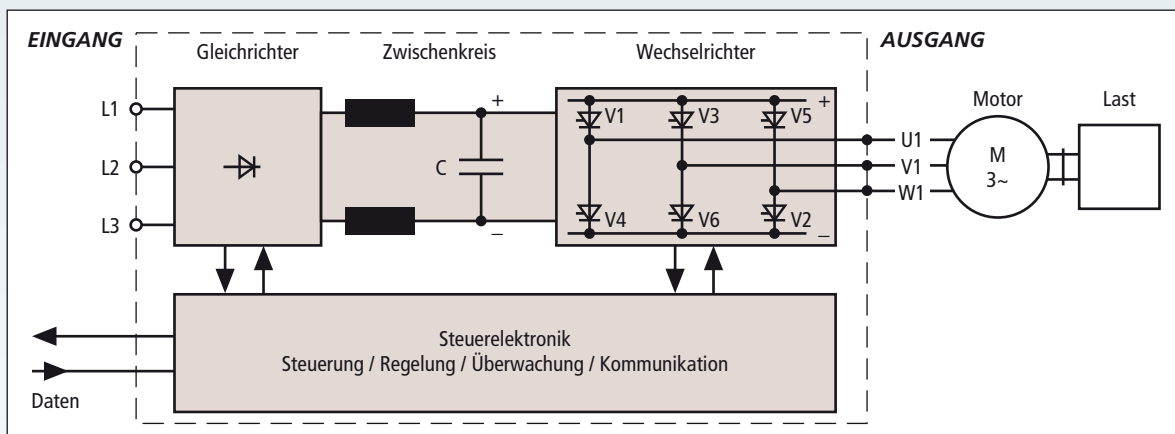 EINGANG
Gleichrichter
Zwischenkreis
Wechselrichter
AUSGANG
L1
L2
L3
+
C
–
+
V1
V3
V5
V4
V6
V2
–
U1
V1
W1
Motor
M
3~
Last
Steuerelektronik
Steuerung / Regelung / Überwachung / Kommunikation
Daten